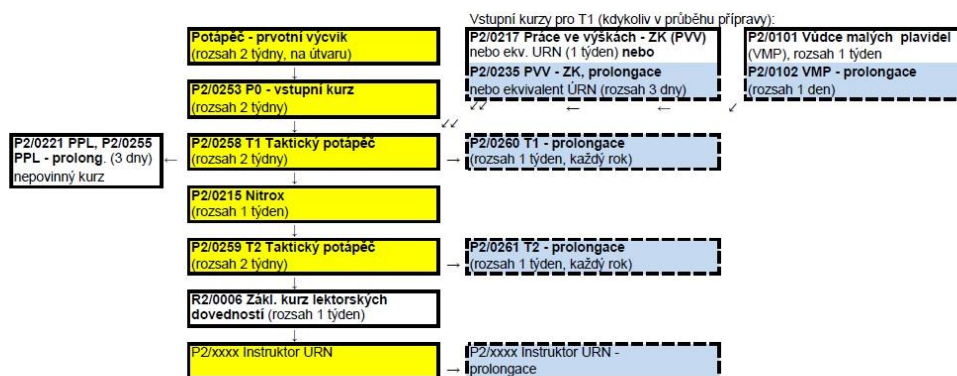 Vstupní kurzy pro T1 (kdykoliv v průběhu přípravy):
Potápěč - prvotní výcvik
(rozsah 2 týdny, na útvaru)
P2/0217 Práce ve výškách - ZK (PVV)
nebo ekv. URN (1 týden) nebo
P2/0235 PVV - ZK, prolongace
nebo ekvivalent ÚRN (rozsah 3 dny)
P2/0101 Vůdce malých plavidel
(VMP), rozsah 1 týden
P2/0102 VMP - prolongace
(rozsah 1 den)
↓
P2/0253 P0 - vstupní kurz
(rozsah 2 týdny)
← ← ↙
↓ ↙↙
P2/0221 PPL, P2/0255
PPL - prolong. (3 dny)
nepovinný kurz
←
P2/0258 T1 Taktický potápěč
(rozsah 2 týdny)
→
P2/0260 T1 - prolongace
(rozsah 1 týden, každý rok)
↓
P2/0215 Nitrox
(rozsah 1 týden)
↓
P2/0259 T2 Taktický potápěč
(rozsah 2 týdny)
→
P2/0261 T2 - prolongace
(rozsah 1 týden, každý rok)
↓
R2/0006 Zákl. kurz lektorských
dovedností (rozsah 1 týden)
↓
P2/xxxx Instruktor URN
→
P2/xxxx Instruktor URN -
prolongace